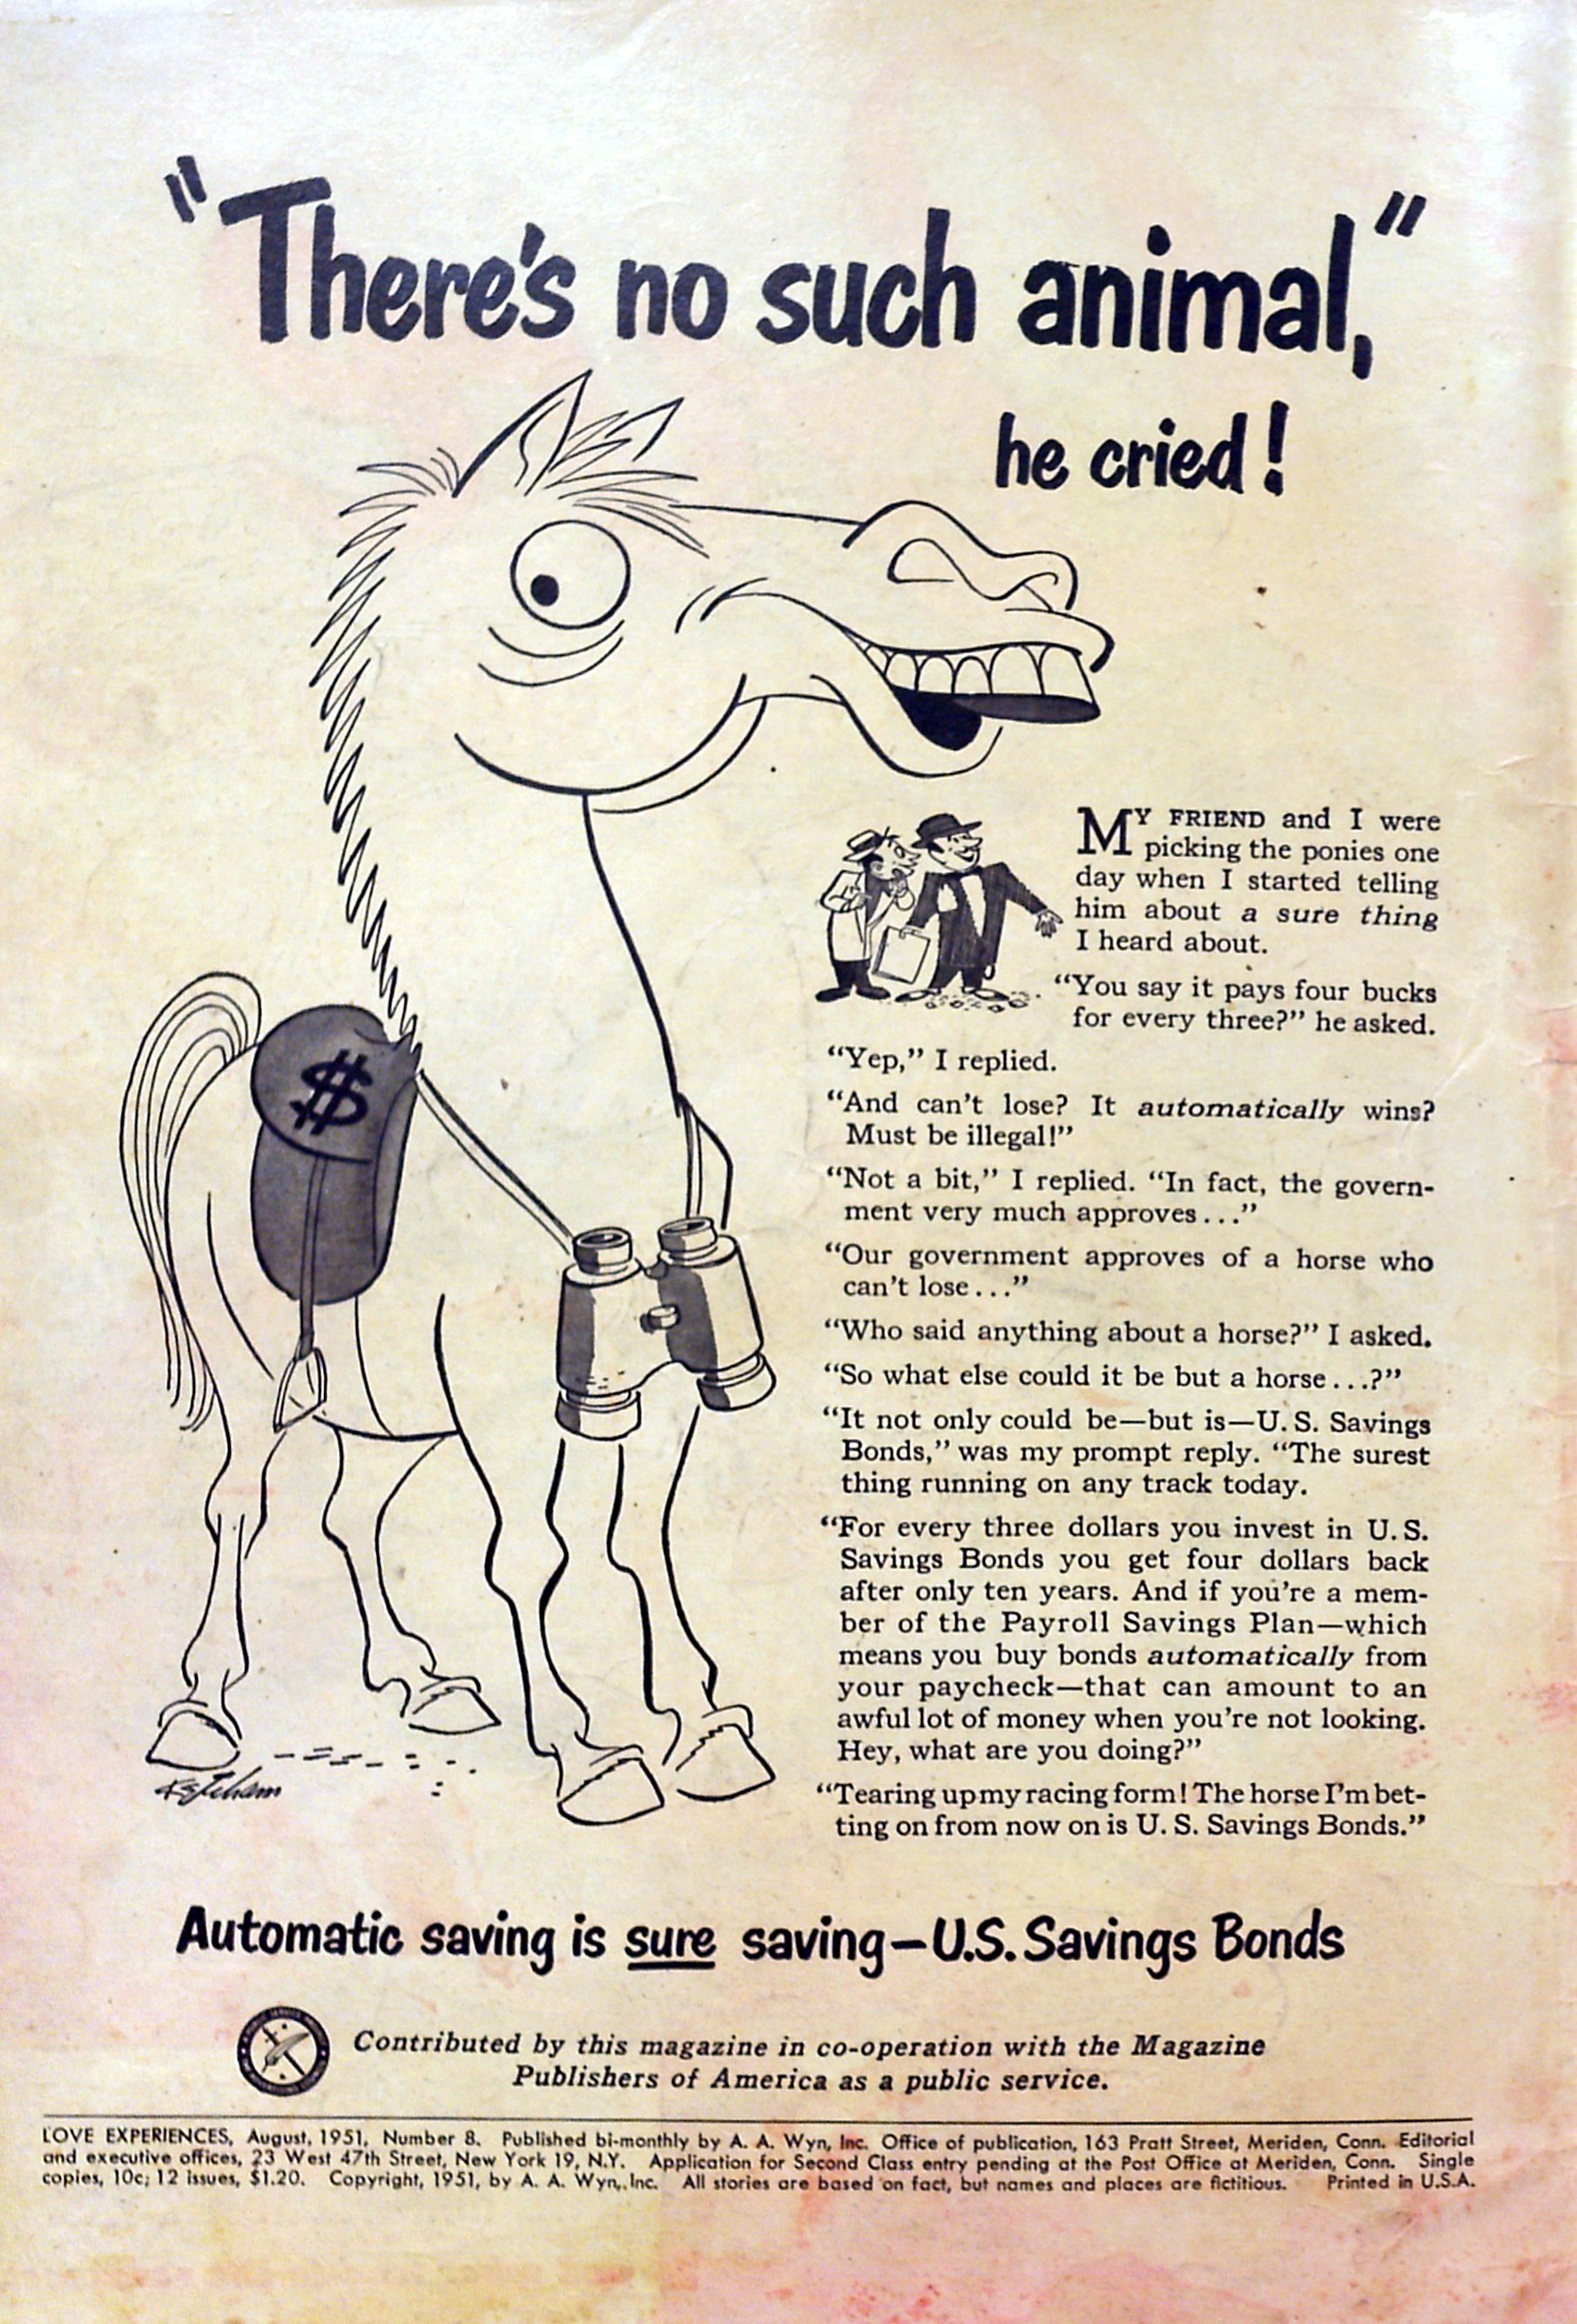 "There's no such animal,"
he cried!
$
MY FRIEND and I were
picking the ponies one
day when I started telling
him about a sure thing
I heard about.
"You say it pays four bucks
for every three?" he asked.
"Yep," I replied.
"And can't lose? It automatically wins?
Must be illegal!"
"Not a bit," I replied. "In fact, the govern-
ment very much approves..."
"Our government approves of a horse who
can't lose..."
"Who said anything about a horse?" I asked.
"So what else could it be but a horse...?"
"It not only could be—but is—U. S. Savings
Bonds," was my prompt reply. "The surest
thing running on any track today.
"For every three dollars you invest in U. S.
Savings Bonds you get four dollars back
after only ten years. And if you're a mem-
ber of the Payroll Savings Plan—which
means you buy bonds automatically from
your paycheck—that can amount to an
awful lot of money when you're not looking.
Hey, what are you doing?"
"Tearing up my racing form! The horse I'm bet-
ting on from now on is U. S. Savings Bonds."
Ketcham
Automatic saving is sure saving—U.S. Savings Bonds
Contributed by this magazine in co-operation with the Magazine
Publishers of America as a public service.
LOVE EXPERIENCES, August, 1951, Number 8. Published bi-monthly by A. A. Wyn, Inc. Office of publication, 163 Pratt Street, Meriden, Conn. Editorial
and executive offices, 23 West 47th Street, New York 19, N.Y. Application for Second Class entry pending at the Post Office at Meriden, Conn. Single
copies, 10c; 12 issues, $1.20. Copyright, 1951, by A. A. Wyn, Inc. All stories are based on fact, but names and places are fictitious. Printed in U.S.A.